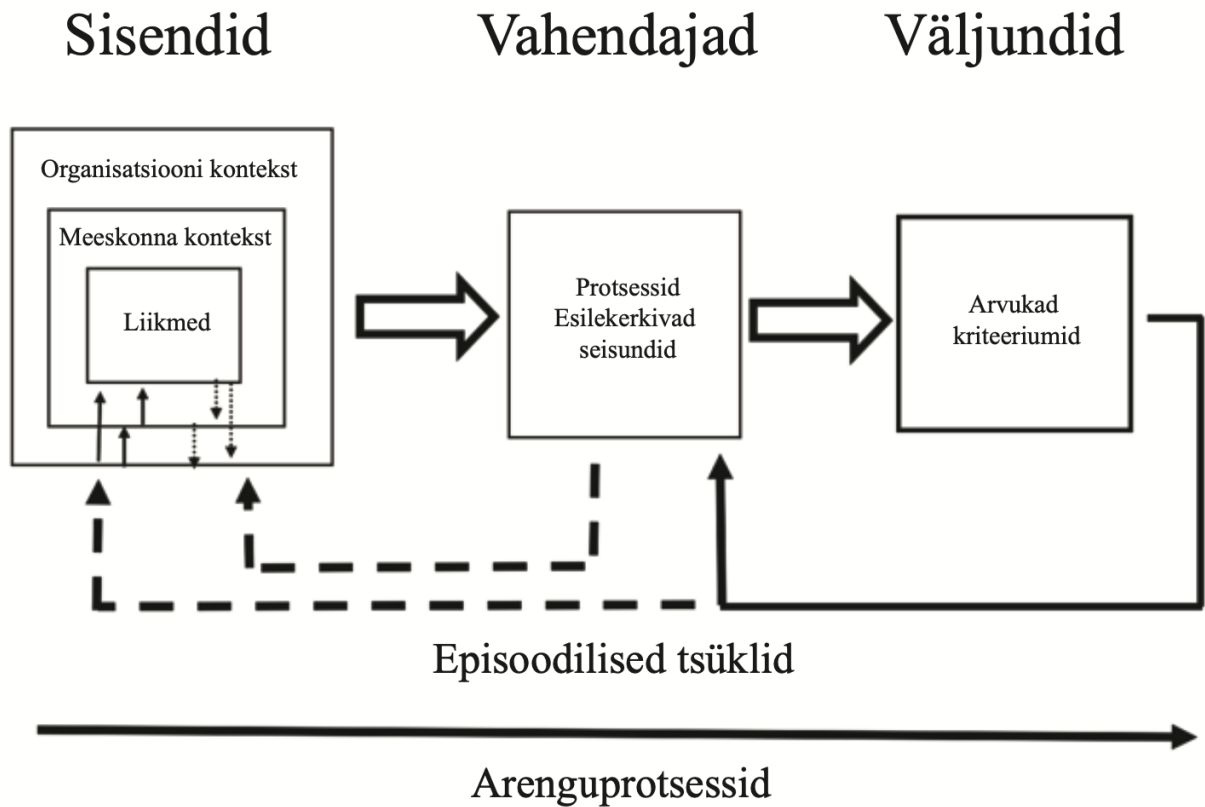 Sisendid
Vahendajad
Väljundid
Organisatsiooni kontekst
Meeskonna kontekst
Liikmed
Protsessid
Esilekerkivad
seisundid
Arvukad
kriteeriumid
Episoodilised tsüklid
Arenguprotsessid